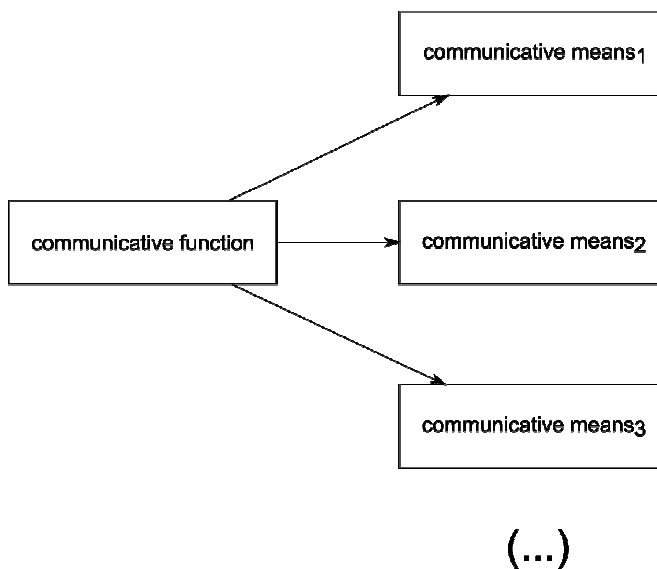 communicative means1
communicative function
communicative means2
communicative means3
(...)